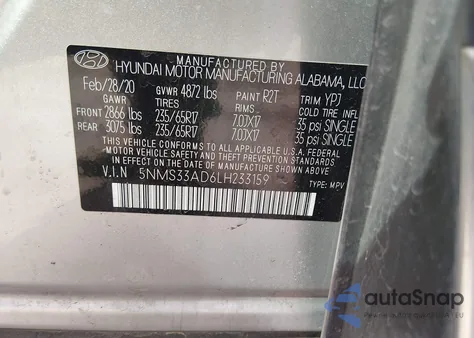 MANUFACTURED BY
HYUNDAI MOTOR MANUFACTURING ALABAMA, LLC
Feb/28/20 GVWR 4872 lbs PAINT R2T TRIM YPJ
GAWR TIRES RIMS COLD TIRE INFL
FRONT 2866 lbs 235/65R17 7.0JX17 35 psi SINGLE
REAR 3075 lbs 235/65R17 7.0JX17 35 psi SINGLE
THIS VEHICLE CONFORMS TO ALL APPLICABLE
FEDERAL MOTOR VEHICLE SAFETY AND THEFT
PREVENTION STANDARDS IN EFFECT ON THE
DATE OF MANUFACTURE SHOWN ABOVE.
V.I.N 5NMS33AD6LH233159 TYPE: MPV
autoSnap